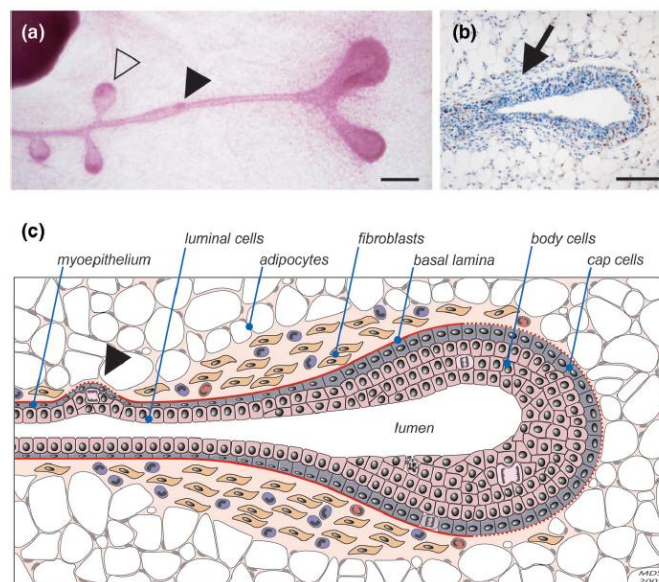 (a)
(b)
(c)
luminal cells
fibroblasts
body cells
myoepithelium
adipocytes
basal lamina
cap cells
lumen